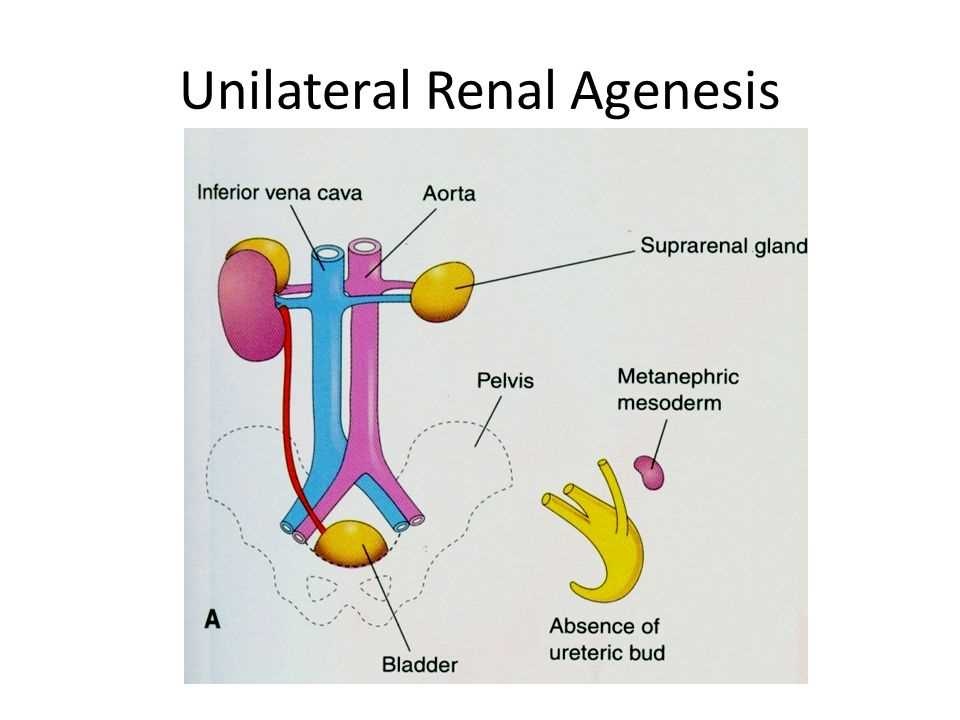 Unilateral Renal Agenesis
Inferior vena cava
Aorta
Suprarenal gland
Pelvis
Metanephric
mesoderm
A
Absence of
ureteric bud
Bladder